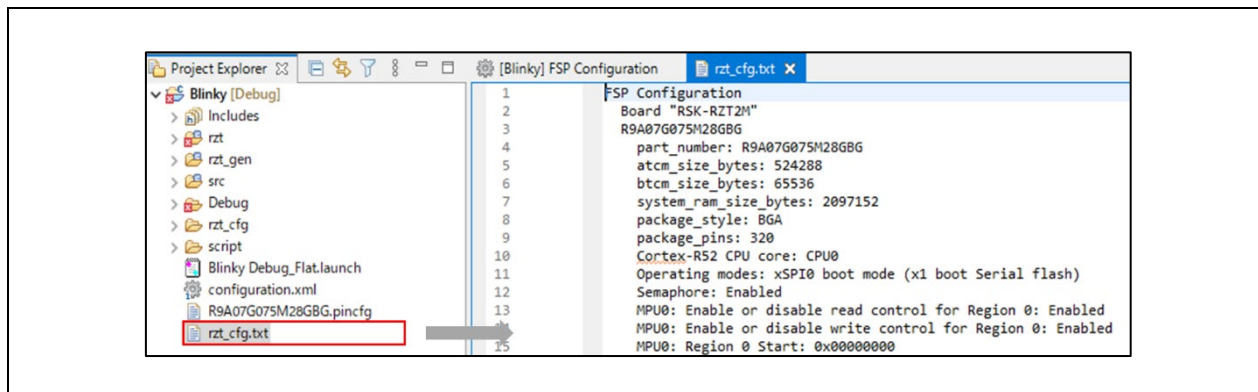 Project Explorer
[Blinky] FSP Configuration
rzt_cfg.txt
Blinky [Debug]
Includes
rzt
rzt_gen
src
Debug
rzt_cfg
script
Blinky Debug_Flat.launch
configuration.xml
R9A07G075M28GBG.pincfg
rzt_cfg.txt
1 FSP Configuration
2 Board "RSK-RZT2M"
3 R9A07G075M28GBG
4 part_number: R9A07G075M28GBG
5 atcm_size_bytes: 524288
6 btcm_size_bytes: 65536
7 system_ram_size_bytes: 2097152
8 package_style: BGA
9 package_pins: 320
10 Cortex-R52 CPU core: CPU0
11 Operating modes: xSPI0 boot mode (x1 boot Serial flash)
12 Semaphore: Enabled
13 MPU0: Enable or disable read control for Region 0: Enabled
MPU0: Enable or disable write control for Region 0: Enabled
15 MPU0: Region 0 Start: 0x00000000